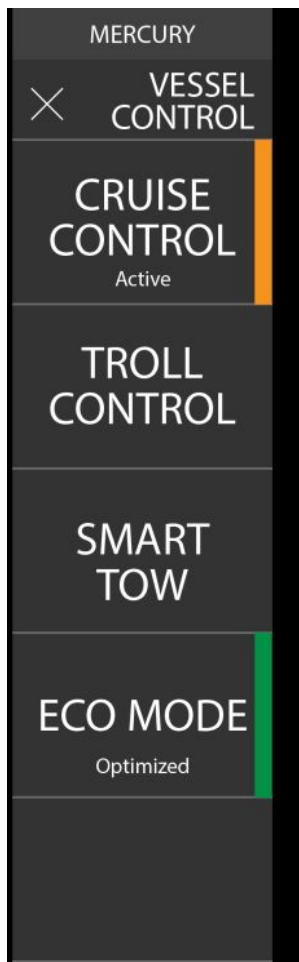 MERCURY
VESSEL
CONTROL
CRUISE
CONTROL
Active
TROLL
CONTROL
SMART
TOW
ECO MODE
Optimized